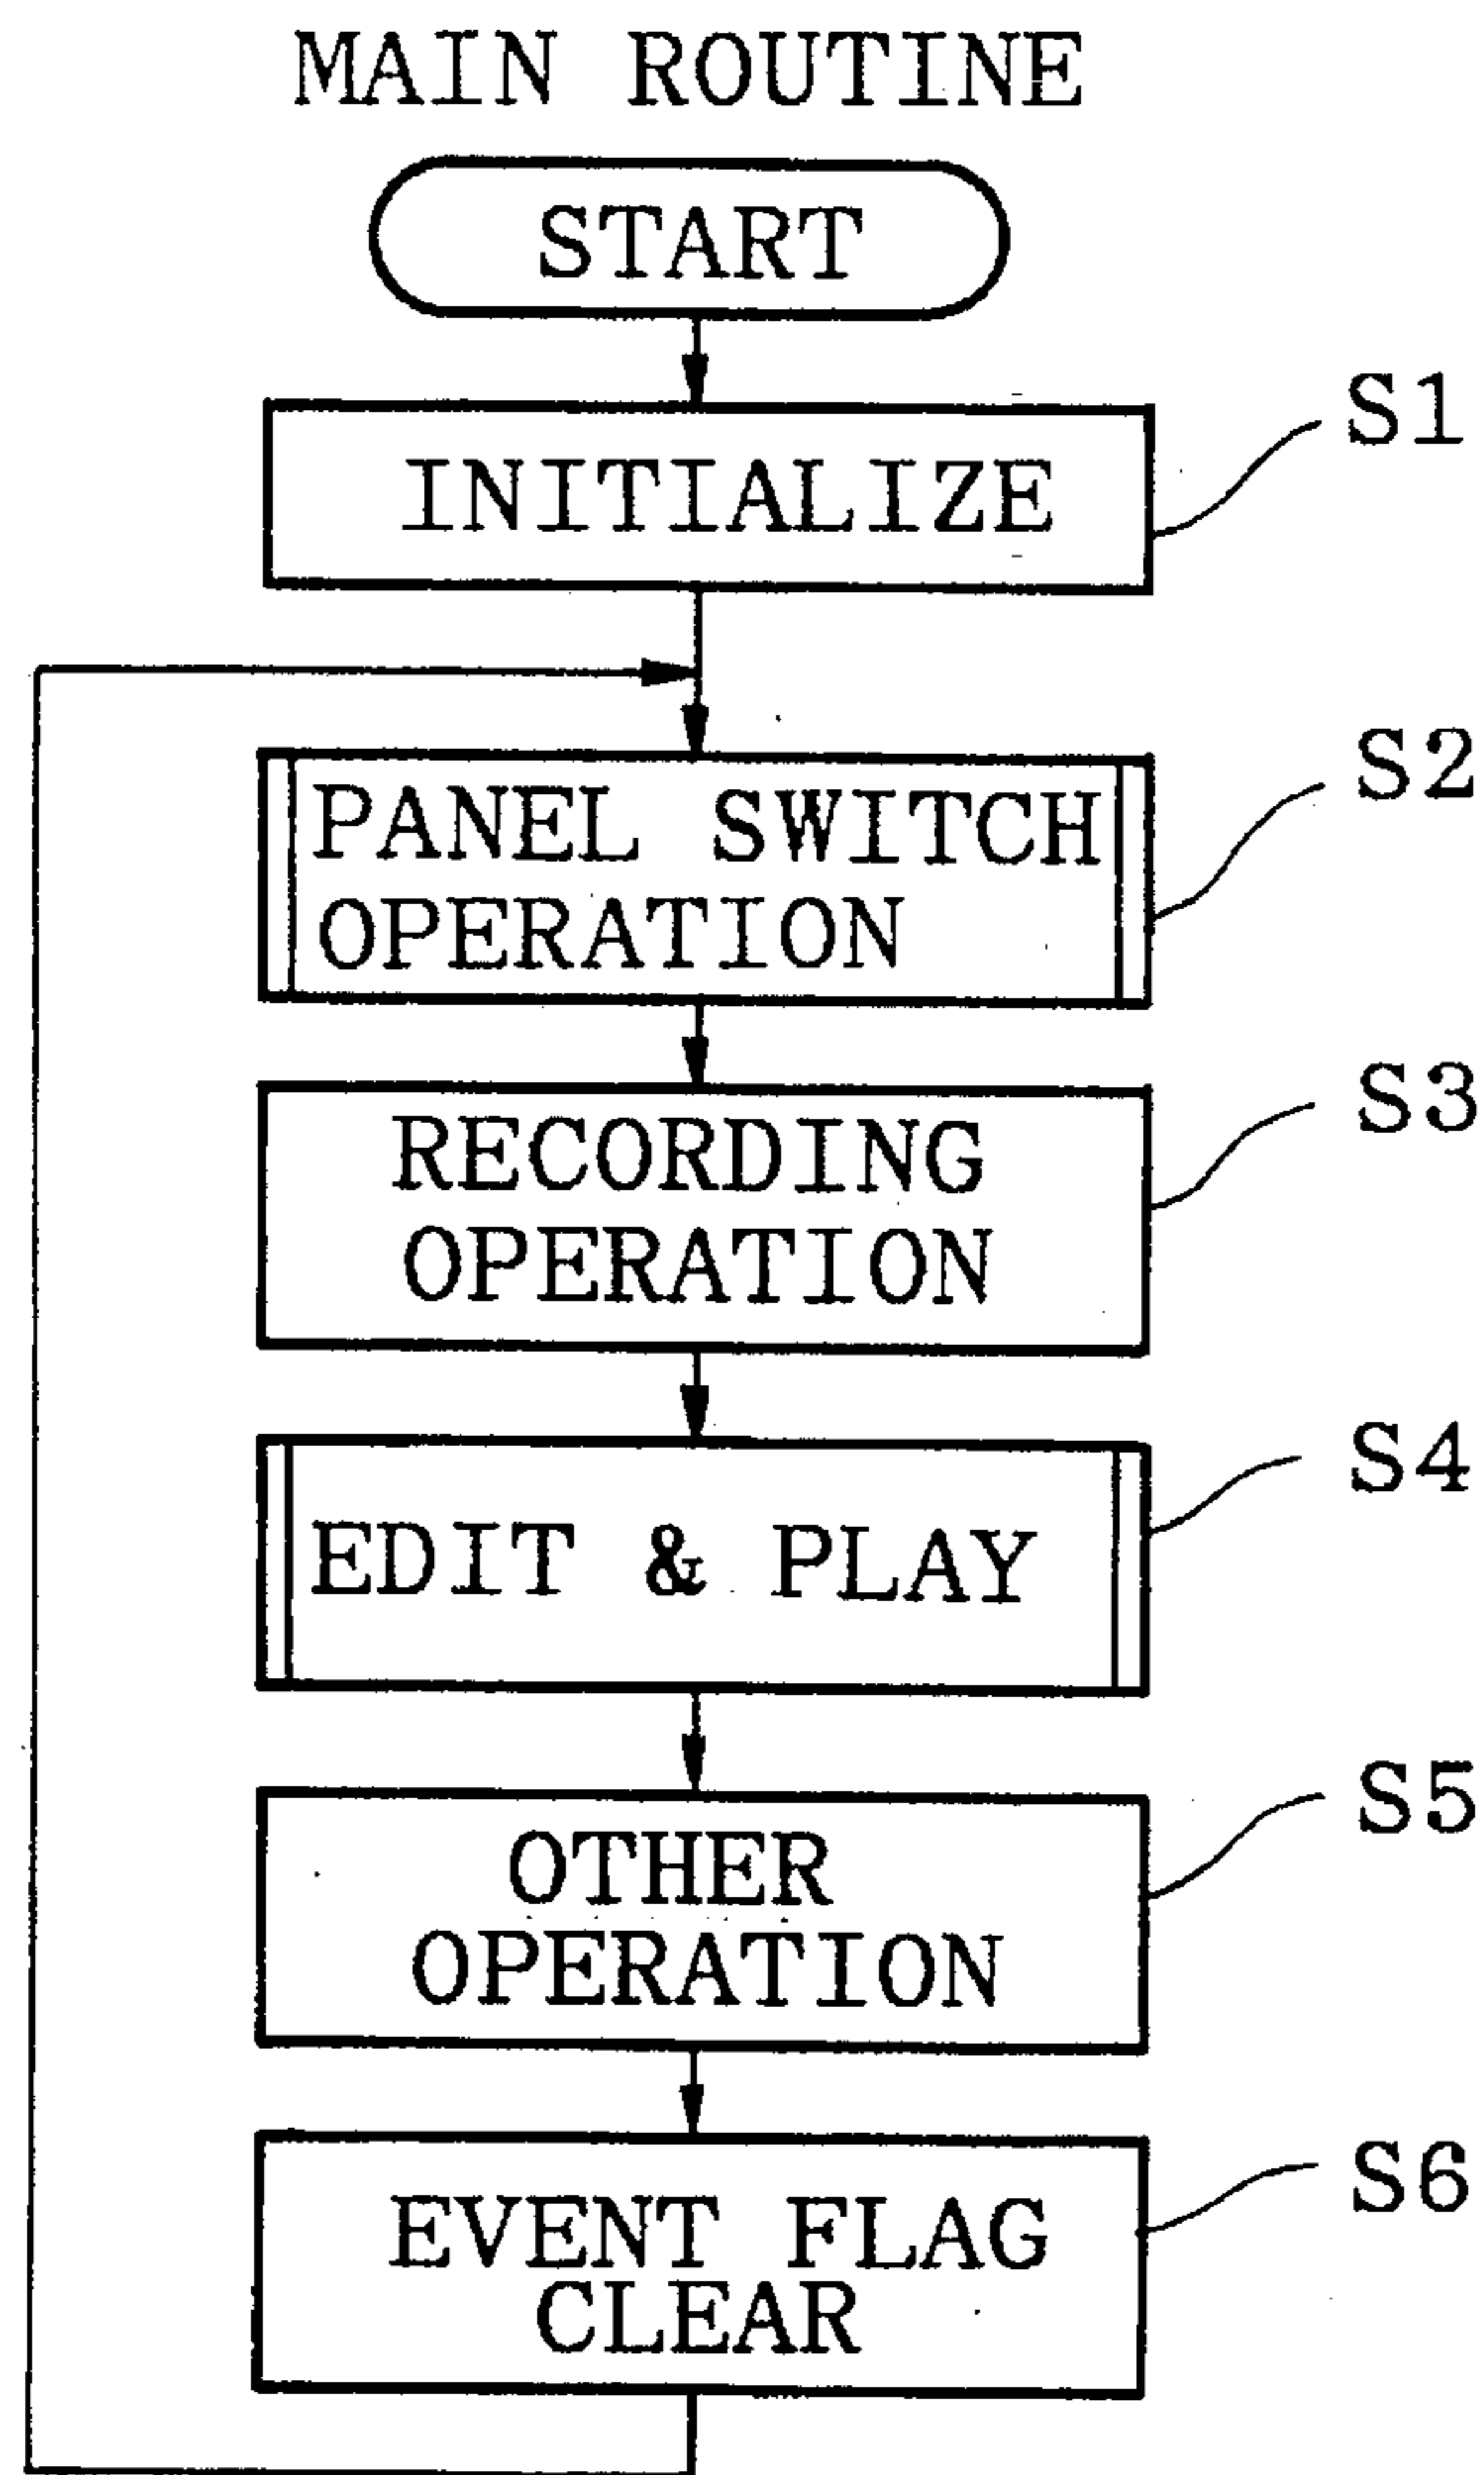 MAIN ROUTINE
START
INITIALIZE
S1
PANEL SWITCH
OPERATION
S2
RECORDING
OPERATION
S3
EDIT & PLAY
S4
OTHER
OPERATION
S5
EVENT FLAG
CLEAR
S6